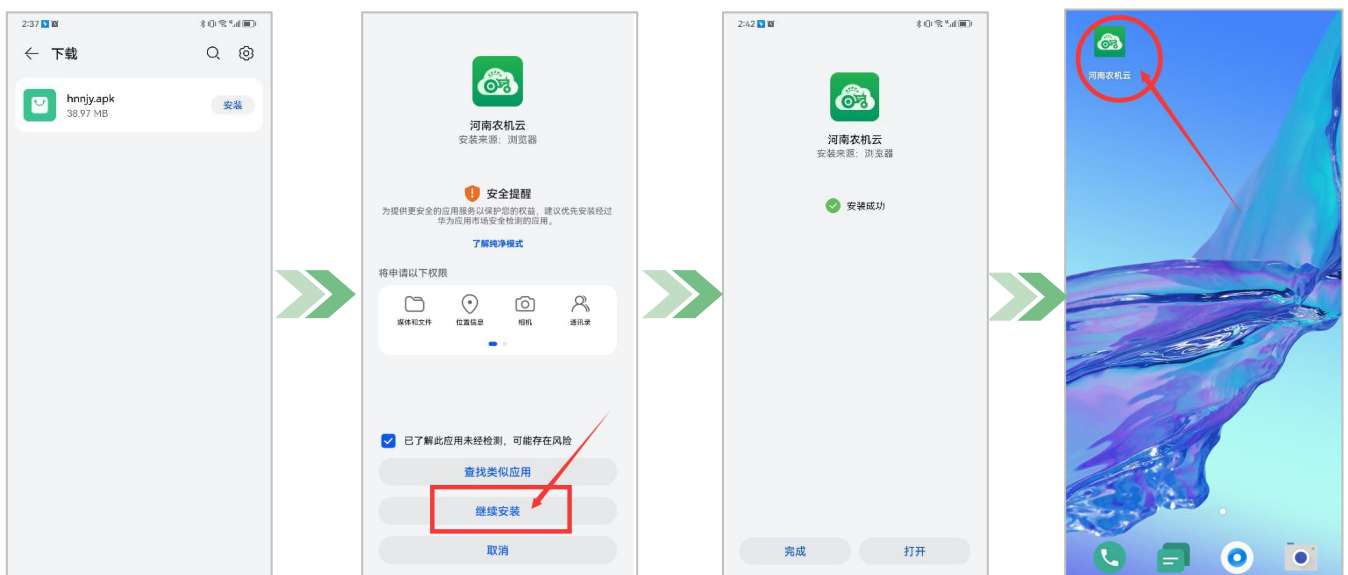 2:37
下载
hnnjy.apk
38.97 MB
安装
河南农机云
安装来源：浏览器
安全提醒
为提供更安全的应用服务以保护您的权益，建议优先安装经过
华为应用市场安全检测的应用。
了解纯净模式
将申请以下权限
媒体和文件 位置信息 相机 通讯录
已了解此应用未经检测，可能存在风险
查找类似应用
继续安装
取消
2:42
河南农机云
安装来源：浏览器
安装成功
完成 打开
河南农机云